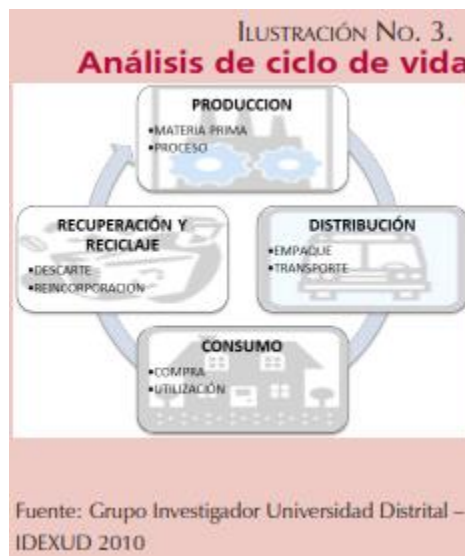 ILUSTRACIÓN NO. 3.
Análisis de ciclo de vida
PRODUCCION
•MATERIA PRIMA
•PROCESO
RECUPERACIÓN Y
RECICLAJE
•DESCARTE
•REINCORPORACION
DISTRIBUCIÓN
•EMPAQUE
•TRANSPORTE
CONSUMO
•COMPRA
•UTILIZACIÓN
Fuente: Grupo Investigador Universidad Distrital –
IDEXUD 2010